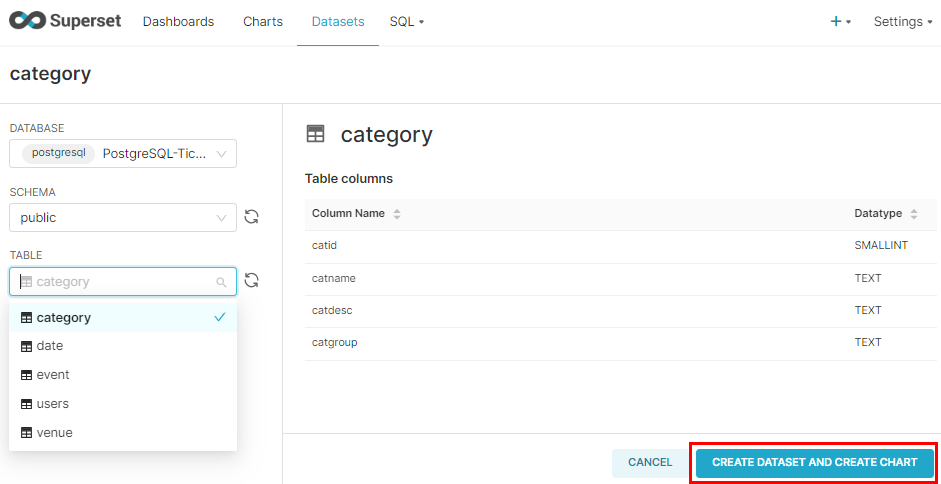 Superset Dashboards Charts Datasets SQL + Settings
category
DATABASE
postgresql PostgreSQL-Tic...
SCHEMA
public
TABLE
category
category
date
event
users
venue
category
Table columns
Column Name Datatype
catid SMALLINT
catname TEXT
catdesc TEXT
catgroup TEXT
CANCEL CREATE DATASET AND CREATE CHART